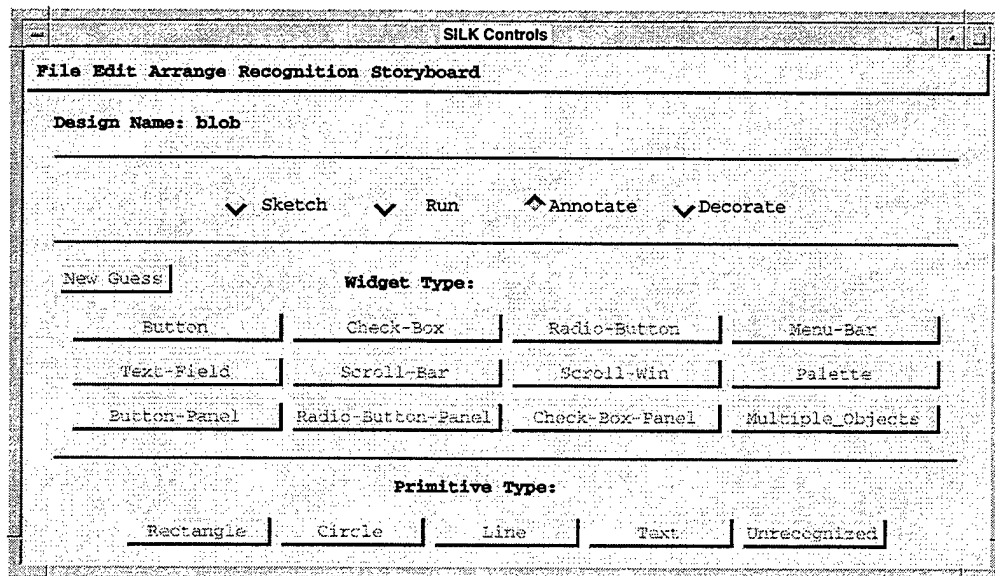 SILK Controls
File Edit Arrange Recognition Storyboard
Design Name: blob
Sketch Run Annotate Decorate
New Guess Widget Type:
Button Check-Box Radio-Button Menu-Bar
Text-Field Scroll-Bar Scroll-Win Palette
Button-Panel Radio-Button-Panel Check-Box-Panel Multiple_Objects
Primitive Type:
Rectangle Circle Line Text Unrecognized